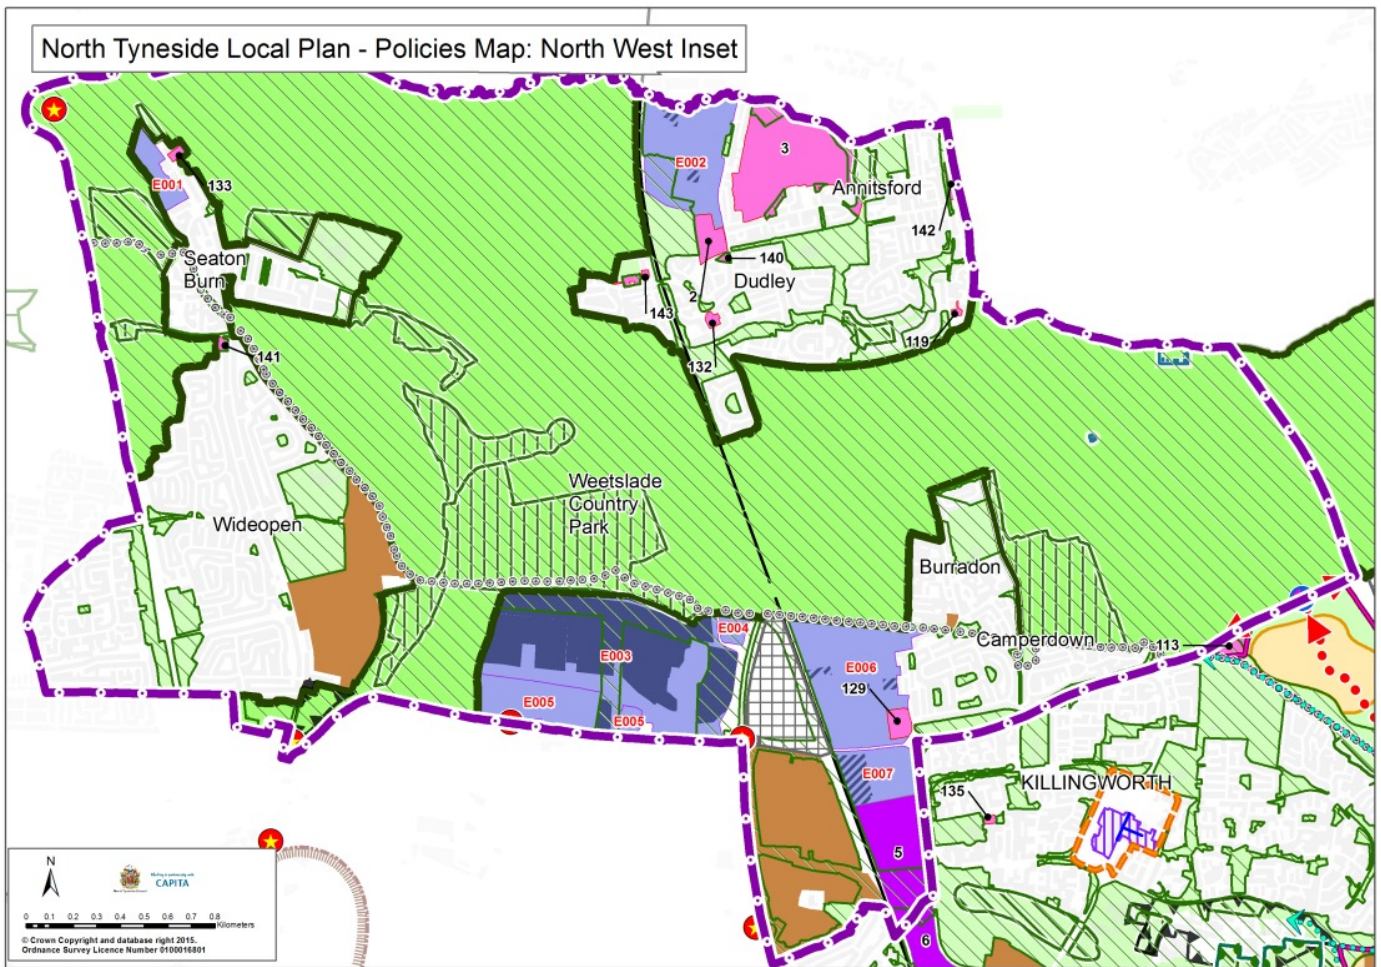 North Tyneside Local Plan - Policies Map: North West Inset
3
E002
E001
133
Annitsford
142
140
Seaton
Burn
Dudley
2
143
119
141
132
Weetslade
Country
Park
Wideopen
Burradon
E004
Camperdown
113
E003
E006
129
E005
E005
E007
KILLINGWORTH
135
5
6
N
CAPITA
0 0.1 0.2 0.3 0.4 0.5 0.6 0.7 0.8
Kilometers
© Crown Copyright and database right 2015.
Ordnance Survey Licence Number 0100016801